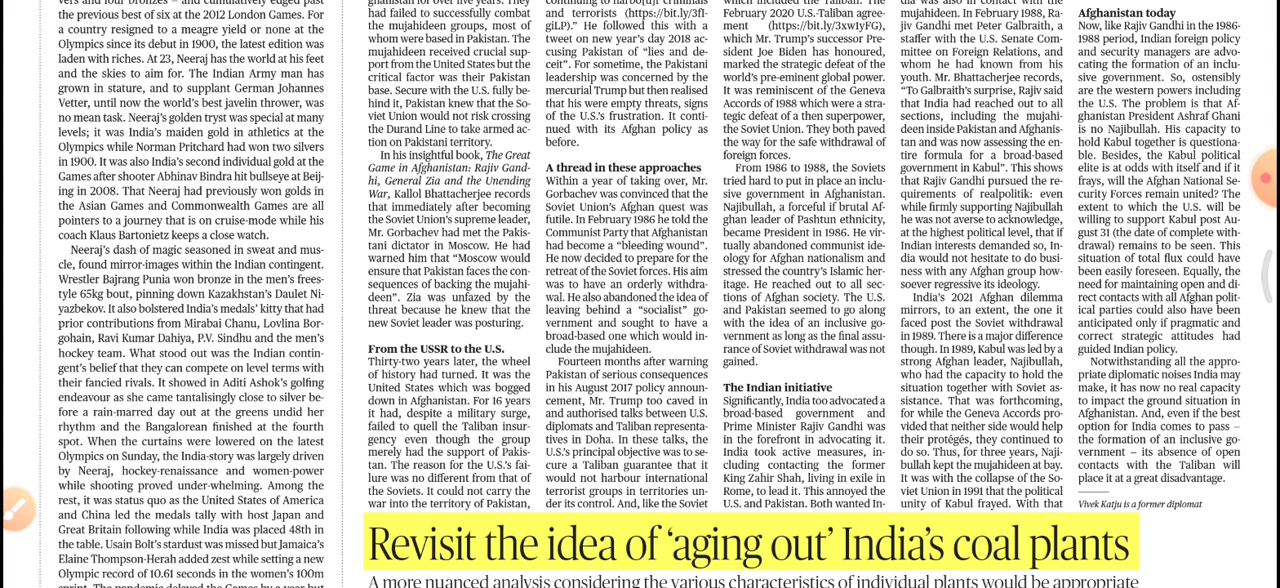 vers and four bronzes – and cumulatively edged past
the previous best of six at the 2012 London Games. For
a country resigned to a meagre yield or none at the
Olympics since its debut in 1900, the latest edition was
laden with riches. At 23, Neeraj has the world at his feet
and the skies to aim for. The Indian Army man has
grown in stature, and to supplant German Johannes
Vetter, until now the world's best javelin thrower, was
no mean task. Neeraj's golden tryst was special at many
levels; it was India's maiden gold in athletics at the
Olympics while Norman Pritchard had won two silvers
in 1900. It was also India's second individual gold at the
Games after shooter Abhinav Bindra hit bullseye at Beij-
ing in 2008. That Neeraj had previously won golds in
the Asian Games and Commonwealth Games are all
pointers to a journey that is on cruise-mode while his
coach Klaus Bartonietz keeps a close watch.
Neeraj's dash of magic seasoned in sweat and mus-
cle, found mirror-images within the Indian contingent.
Wrestler Bajrang Punia won bronze in the men's frees-
tyle 65kg bout, pinning down Kazakhstan's Daulet Ni-
yazbekov. It also bolstered India's medals' kitty that had
prior contributions from Mirabai Chanu, Lovlina Bor-
gohain, Ravi Kumar Dahiya, P.V. Sindhu and the men's
hockey team. What stood out was the Indian contin-
gent's belief that they can compete on level terms with
their fancied rivals. It showed in Aditi Ashok's golfing
endeavour as she came tantalisingly close to silver be-
fore a rain-marred day out at the greens undid her
rhythm and the Bangalorean finished at the fourth
spot. When the curtains were lowered on the latest
Olympics on Sunday, the India-story was largely driven
by Neeraj, hockey-renaissance and women-power
while shooting proved under-whelming. Among the
rest, it was status quo as the United States of America
and China led the medals tally with host Japan and
Great Britain following while India was placed 48th in
the table. Usain Bolt's stardust was missed but Jamaica's
Elaine Thompson-Herah added zest while setting a new
Olympic record of 10.61 seconds in the women's 100m
sprint. The pandemic delayed the Games by a year but
ghanistan for over five years. They
had failed to successfully combat
the mujahideen groups, most of
whom were based in Pakistan. The
mujahideen received crucial sup-
port from the United States but the
critical factor was their Pakistan
base. Secure with the U.S. fully be-
hind it, Pakistan knew that the So-
viet Union would not risk crossing
the Durand Line to take armed ac-
tion on Pakistani territory.
In his insightful book, The Great
Game in Afghanistan: Rajiv Gand-
hi, General Zia and the Unending
War, Kallol Bhattacherjee records
that immediately after becoming
the Soviet Union's supreme leader,
Mr. Gorbachev had met the Pakis-
tani dictator in Moscow. He had
warned him that "Moscow would
ensure that Pakistan faces the con-
sequences of backing the mujahi-
deen". Zia was unfazed by the
threat because he knew that the
new Soviet leader was posturing.
From the USSR to the U.S.
Thirty-two years later, the wheel
of history had turned. It was the
United States which was bogged
down in Afghanistan. For 16 years
it had, despite a military surge,
failed to quell the Taliban insur-
gency even though the group
merely had the support of Pakis-
tan. The reason for the U.S.'s fai-
lure was no different from that of
the Soviets. It could not carry the
war into the territory of Pakistan,
continuing to harbo(u)r criminals
and terrorists (https://bit.ly/3fI-
giLP)." He followed this with a
tweet on new year's day 2018 ac-
cusing Pakistan of "lies and de-
ceit". For sometime, the Pakistani
leadership was concerned by the
mercurial Trump but then realised
that his were empty threats, signs
of the U.S.'s frustration. It conti-
nued with its Afghan policy as
before.
A thread in these approaches
Within a year of taking over, Mr.
Gorbachev was convinced that the
Soviet Union's Afghan quest was
futile. In February 1986 he told the
Communist Party that Afghanistan
had become a "bleeding wound".
He now decided to prepare for the
retreat of the Soviet forces. His aim
was to have an orderly withdra-
wal. He also abandoned the idea of
leaving behind a "socialist" go-
vernment and sought to have a
broad-based one which would in-
clude the mujahideen.
Fourteen months after warning
Pakistan of serious consequences
in his August 2017 policy announ-
cement, Mr. Trump too caved in
and authorised talks between U.S.
diplomats and Taliban representa-
tives in Doha. In these talks, the
U.S.'s principal objective was to se-
cure a Taliban guarantee that it
would not harbour international
terrorist groups in territories un-
der its control. And, like the Soviet
which included the Taliban. The
February 2020 U.S.-Taliban agree-
ment (https://bit.ly/3xw1yFG),
which Mr. Trump's successor Pre-
sident Joe Biden has honoured,
marked the strategic defeat of the
world's pre-eminent global power.
It was reminiscent of the Geneva
Accords of 1988 which were a stra-
tegic defeat of a then superpower,
the Soviet Union. They both paved
the way for the safe withdrawal of
foreign forces.
From 1986 to 1988, the Soviets
tried hard to put in place an inclu-
sive government in Afghanistan.
Najibullah, a forceful if brutal Af-
ghan leader of Pashtun ethnicity,
became President in 1986. He vir-
tually abandoned communist ide-
ology for Afghan nationalism and
stressed the country's Islamic her-
itage. He reached out to all sec-
tions of Afghan society. The U.S.
and Pakistan seemed to go along
with the idea of an inclusive go-
vernment as long as the final assu-
rance of Soviet withdrawal was not
gained.
The Indian initiative
Significantly, India too advocated a
broad-based government and
Prime Minister Rajiv Gandhi was
in the forefront in advocating it.
India took active measures, in-
cluding contacting the former
King Zahir Shah, living in exile in
Rome, to lead it. This annoyed the
U.S. and Pakistan. Both wanted In-
dia was also in contact with the
mujahideen. In February 1988, Ra-
jiv Gandhi met Peter Galbraith, a
staffer with the U.S. Senate Com-
mittee on Foreign Relations, and
whom he had known from his
youth. Mr. Bhattacherjee records,
"To Galbraith's surprise, Rajiv said
that India had reached out to all
sections, including the mujahi-
deen inside Pakistan and Afghanis-
tan and was now assessing the en-
tire formula for a broad-based
government in Kabul". This shows
that Rajiv Gandhi pursued the re-
quirements of realpolitik: even
while firmly supporting Najibullah
he was not averse to acknowledge,
at the highest political level, that if
Indian interests demanded so, In-
dia would not hesitate to do busi-
ness with any Afghan group how-
soever regressive its ideology.
India's 2021 Afghan dilemma
mirrors, to an extent, the one it
faced post the Soviet withdrawal
in 1989. There is a major difference
though. In 1989, Kabul was led by a
strong Afghan leader, Najibullah,
who had the capacity to hold the
situation together with Soviet as-
sistance. That was forthcoming,
for while the Geneva Accords pro-
vided that neither side would help
their protégés, they continued to
do so. Thus, for three years, Naji-
bullah kept the mujahideen at bay.
It was with the collapse of the So-
viet Union in 1991 that the political
unity of Kabul frayed. With that
Afghanistan today
Now, like Rajiv Gandhi in the 1986-
1988 period, Indian foreign policy
and security managers are advo-
cating the formation of an inclu-
sive government. So, ostensibly
are the western powers including
the U.S. The problem is that Af-
ghanistan President Ashraf Ghani
is no Najibullah. His capacity to
hold Kabul together is questiona-
ble. Besides, the Kabul political
elite is at odds with itself and if it
frays, will the Afghan National Se-
curity Forces remain united? The
extent to which the U.S. will be
willing to support Kabul post Au-
gust 31 (the date of complete with-
drawal) remains to be seen. This
situation of total flux could have
been easily foreseen. Equally, the
need for maintaining open and di-
rect contacts with all Afghan polit-
ical parties could also have been
anticipated only if pragmatic and
correct strategic attitudes had
guided Indian policy.
Notwithstanding all the appro-
priate diplomatic noises India may
make, it has now no real capacity
to impact the ground situation in
Afghanistan. And, even if the best
option for India comes to pass –
the formation of an inclusive go-
vernment – its absence of open
contacts with the Taliban will
place it at a great disadvantage.
Vivek Katju is a former diplomat
Revisit the idea of 'aging out' India's coal plants
A more nuanced analysis considering the various characteristics of individual plants would be appropriate